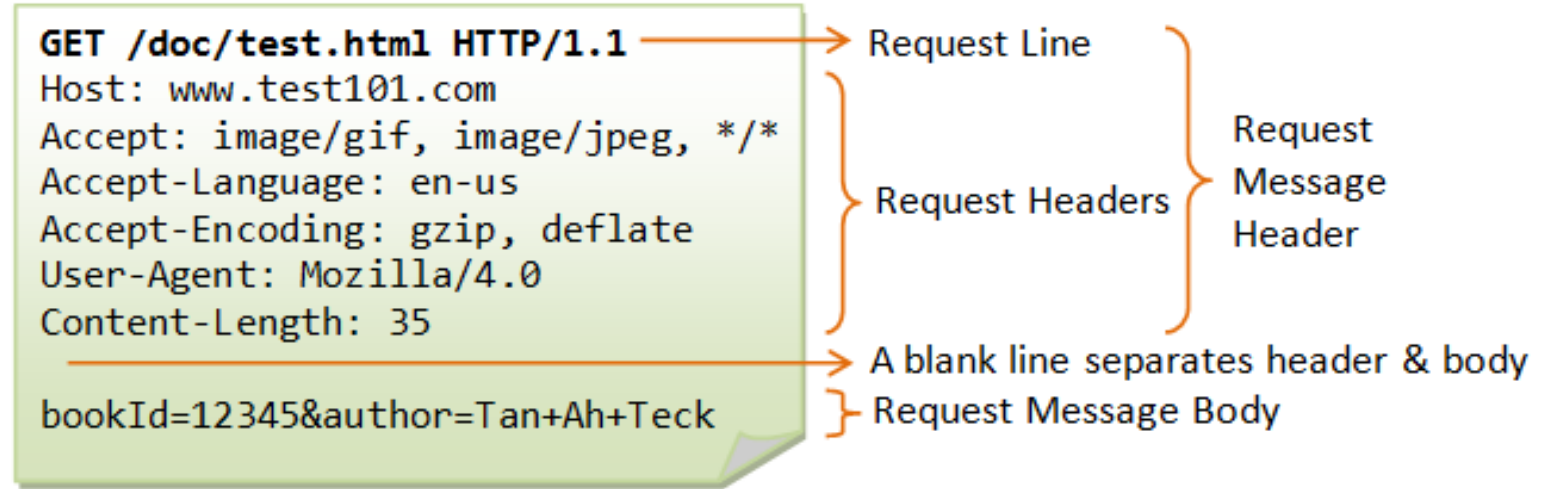 GET /doc/test.html HTTP/1.1
Host: www.test101.com
Accept: image/gif, image/jpeg, */*
Accept-Language: en-us
Accept-Encoding: gzip, deflate
User-Agent: Mozilla/4.0
Content-Length: 35
bookId=12345&author=Tan+Ah+Teck
Request Line
Request Headers
Request
Message
Header
A blank line separates header & body
Request Message Body